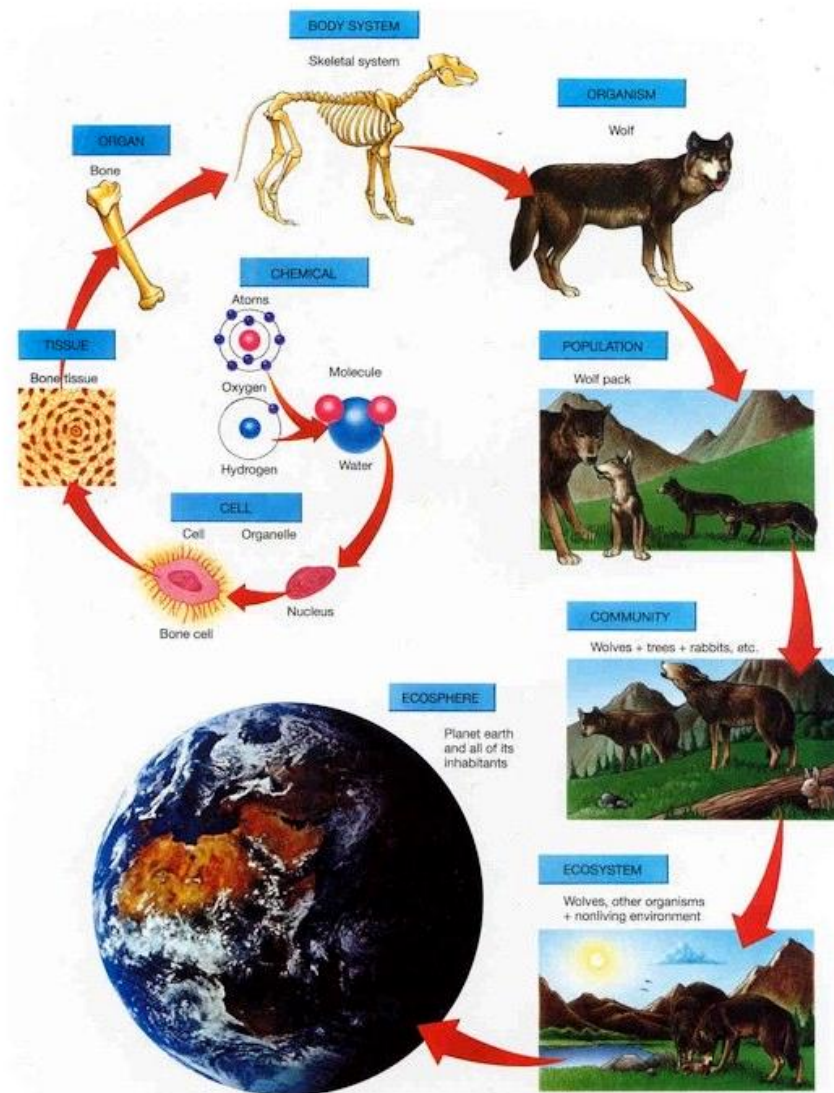 BODY SYSTEM
Skeletal system
ORGANISM
Wolf
ORGAN
Bone
CHEMICAL
Atoms
Oxygen
Hydrogen
Molecule
Water
TISSUE
Bone tissue
CELL
Cell Organelle
Nucleus
Bone cell
POPULATION
Wolf pack
COMMUNITY
Wolves + trees + rabbits, etc.
ECOSYSTEM
Wolves, other organisms
+ nonliving environment
ECOSPHERE
Planet earth
and all of its
inhabitants